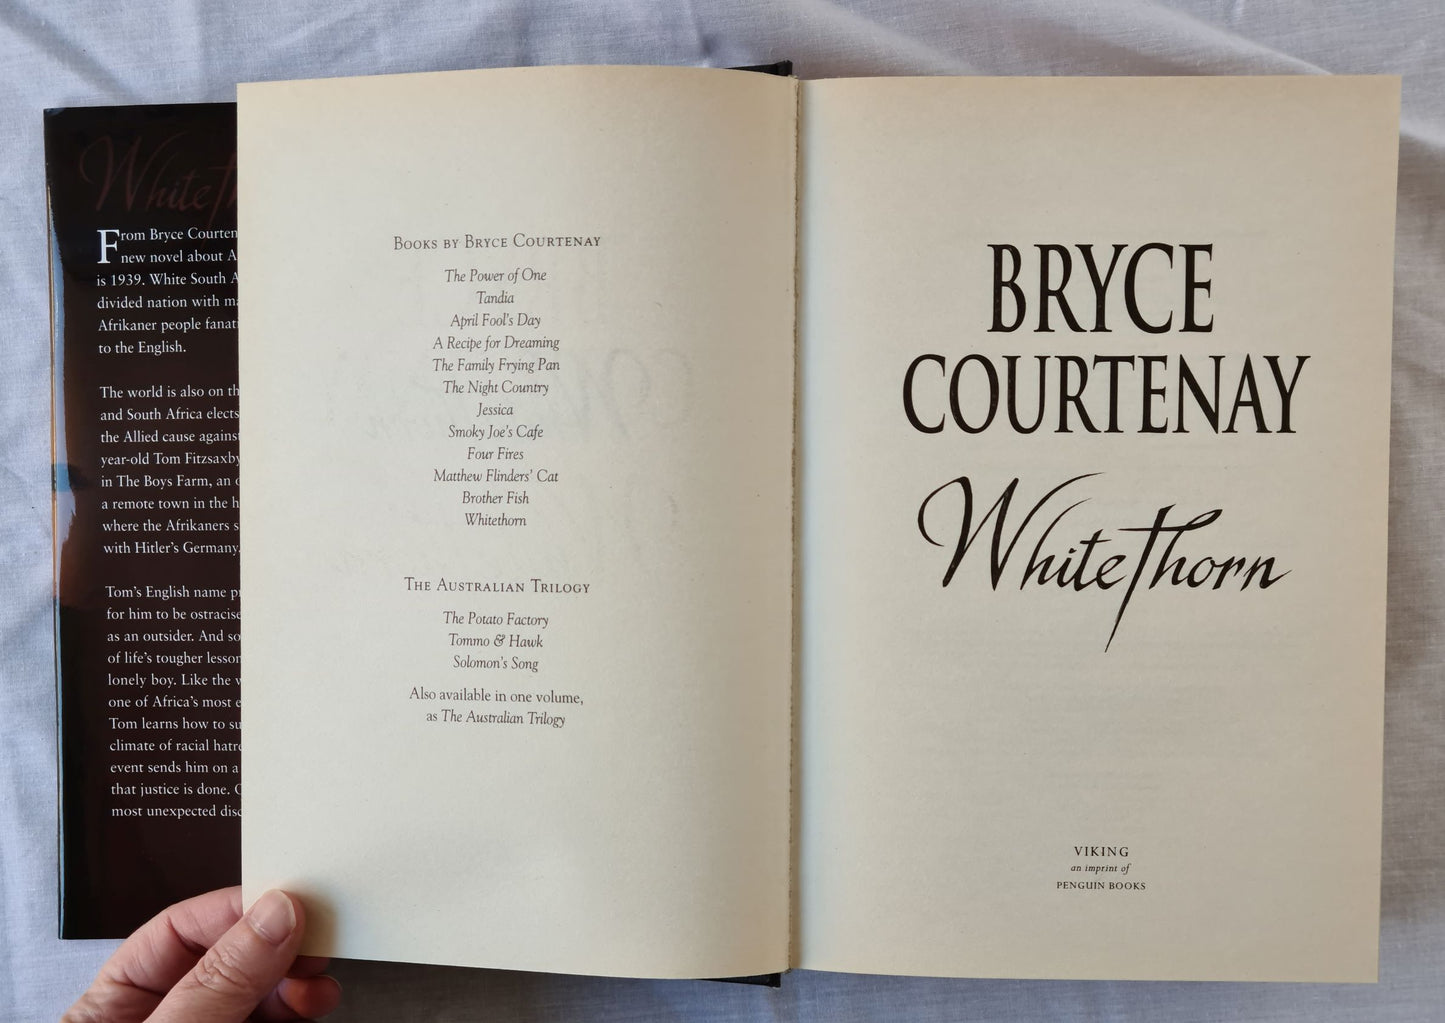 WhiteTh
From Bryce Courten
new novel about A
is 1939. White South A
divided nation with m
Afrikaner people fanati
to the English.
The world is also on th
and South Africa elects
the Allied cause against
year-old Tom Fitzsaxby
in The Boys Farm, an o
a remote town in the h
where the Afrikaners s
with Hitler's Germany.
Tom's English name pr
for him to be ostracise
as an outsider. And so
of life's tougher lesson
lonely boy. Like the w
one of Africa's most e
Tom learns how to su
climate of racial hatre
event sends him on a
that justice is done. O
most unexpected disc
BOOKS BY BRYCE COURTENAY
The Power of One
Tandia
April Fool's Day
A Recipe for Dreaming
The Family Frying Pan
The Night Country
Jessica
Smoky Joe's Cafe
Four Fires
Matthew Flinders' Cat
Brother Fish
Whitethorn
THE AUSTRALIAN TRILOGY
The Potato Factory
Tommo & Hawk
Solomon's Song
Also available in one volume,
as The Australian Trilogy
BRYCE
COURTENAY
WhiteThorn
VIKING
an imprint of
PENGUIN BOOKS